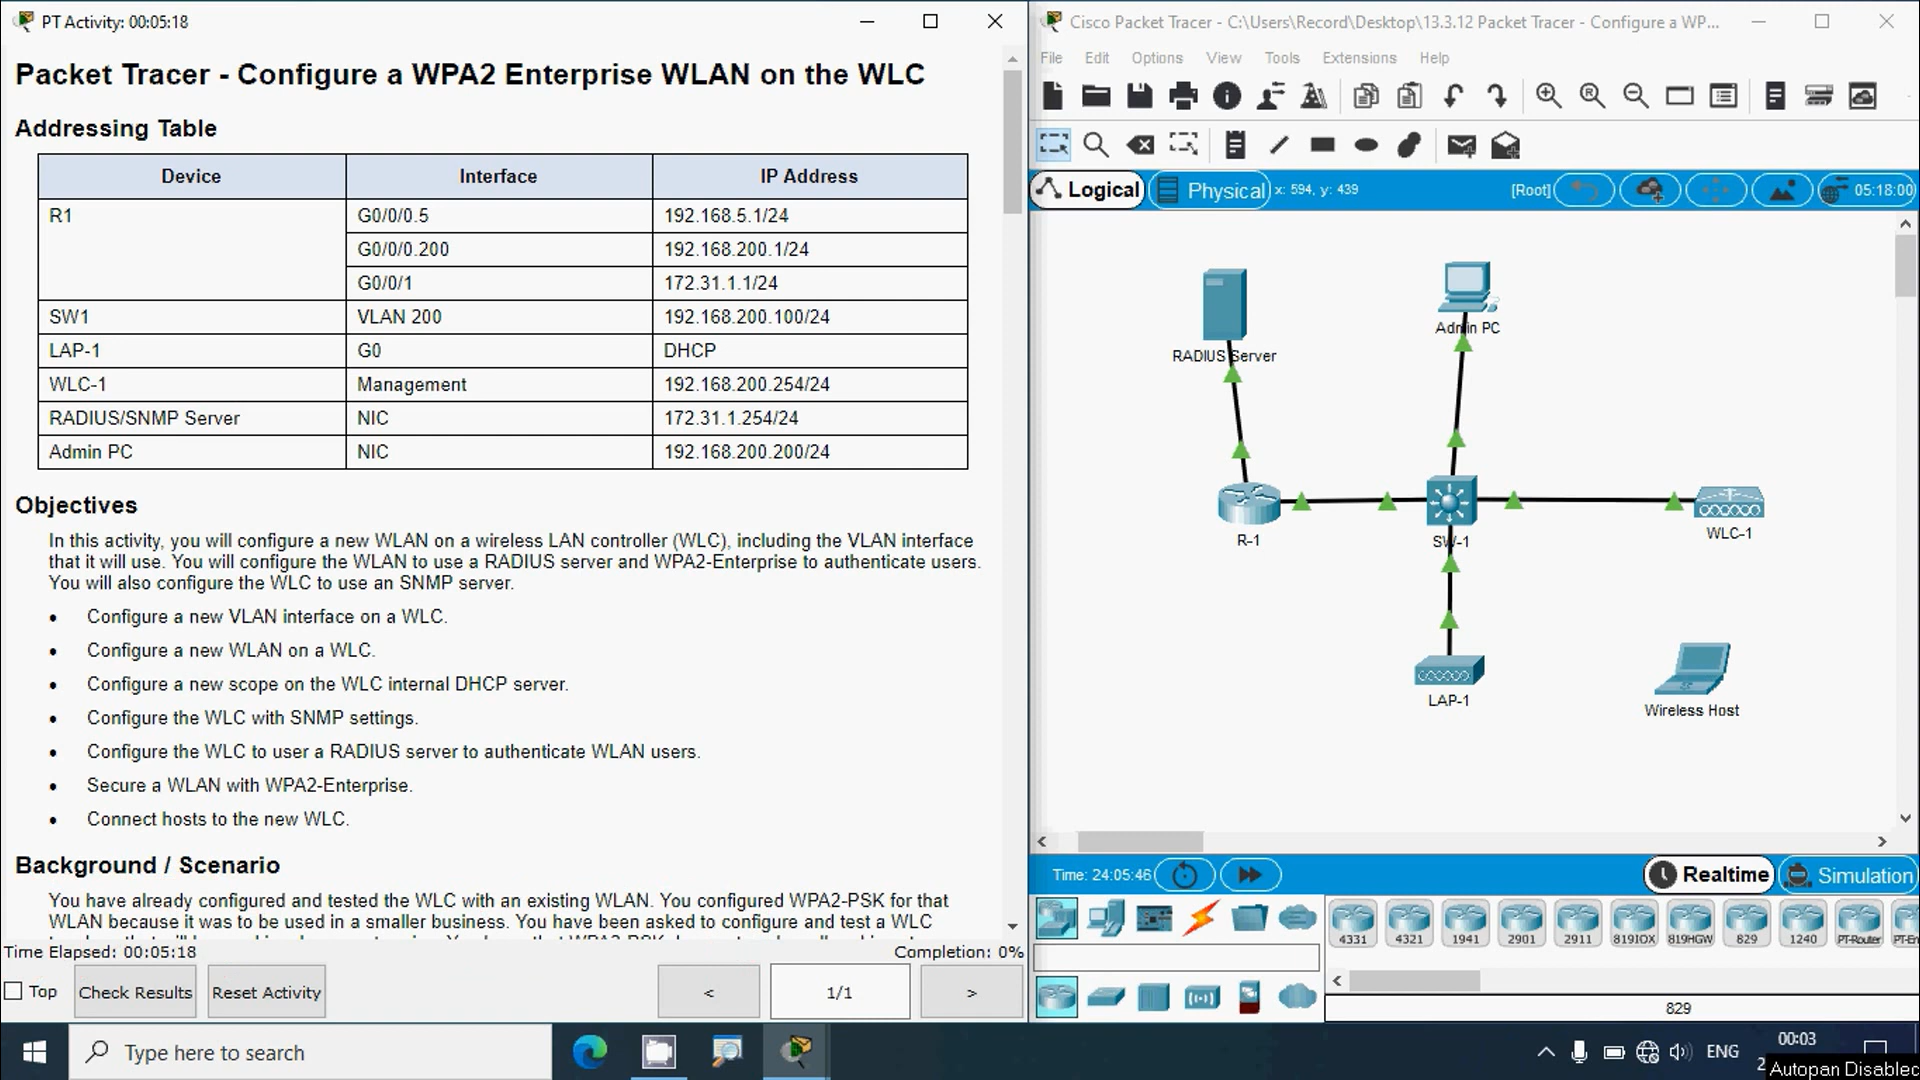 PT Activity: 00:05:18
Packet Tracer - Configure a WPA2 Enterprise WLAN on the WLC
Addressing Table
Device Interface IP Address
R1 G0/0/0.5 192.168.5.1/24
G0/0/0.200 192.168.200.1/24
G0/0/1 172.31.1.1/24
SW1 VLAN 200 192.168.200.100/24
LAP-1 G0 DHCP
WLC-1 Management 192.168.200.254/24
RADIUS/SNMP Server NIC 172.31.1.254/24
Admin PC NIC 192.168.200.200/24
Objectives
In this activity, you will configure a new WLAN on a wireless LAN controller (WLC), including the VLAN interface
that it will use. You will configure the WLAN to use a RADIUS server and WPA2-Enterprise to authenticate users.
You will also configure the WLC to use an SNMP server.
• Configure a new VLAN interface on a WLC.
• Configure a new WLAN on a WLC.
• Configure a new scope on the WLC internal DHCP server.
• Configure the WLC with SNMP settings.
• Configure the WLC to user a RADIUS server to authenticate WLAN users.
• Secure a WLAN with WPA2-Enterprise.
• Connect hosts to the new WLC.
Background / Scenario
You have already configured and tested the WLC with an existing WLAN. You configured WPA2-PSK for that
WLAN because it was to be used in a smaller business. You have been asked to configure and test a WLC
Time Elapsed: 00:05:18 Completion: 0%
Top Check Results Reset Activity < 1/1 >
Cisco Packet Tracer - C:\Users\Record\Desktop\13.3.12 Packet Tracer - Configure a WP...
File Edit Options View Tools Extensions Help
Logical Physical x: 594, y: 439 [Root] 05:18:00
RADIUS Server
Admin PC
R-1
SW-1
WLC-1
LAP-1
Wireless Host
Time: 24:05:46 Realtime Simulation
4331 4321 1941 2901 2911 819IOX 819HGW 829 1240 PT-Router PT-En
829
Type here to search
ENG 00:03
Autopan Disabled